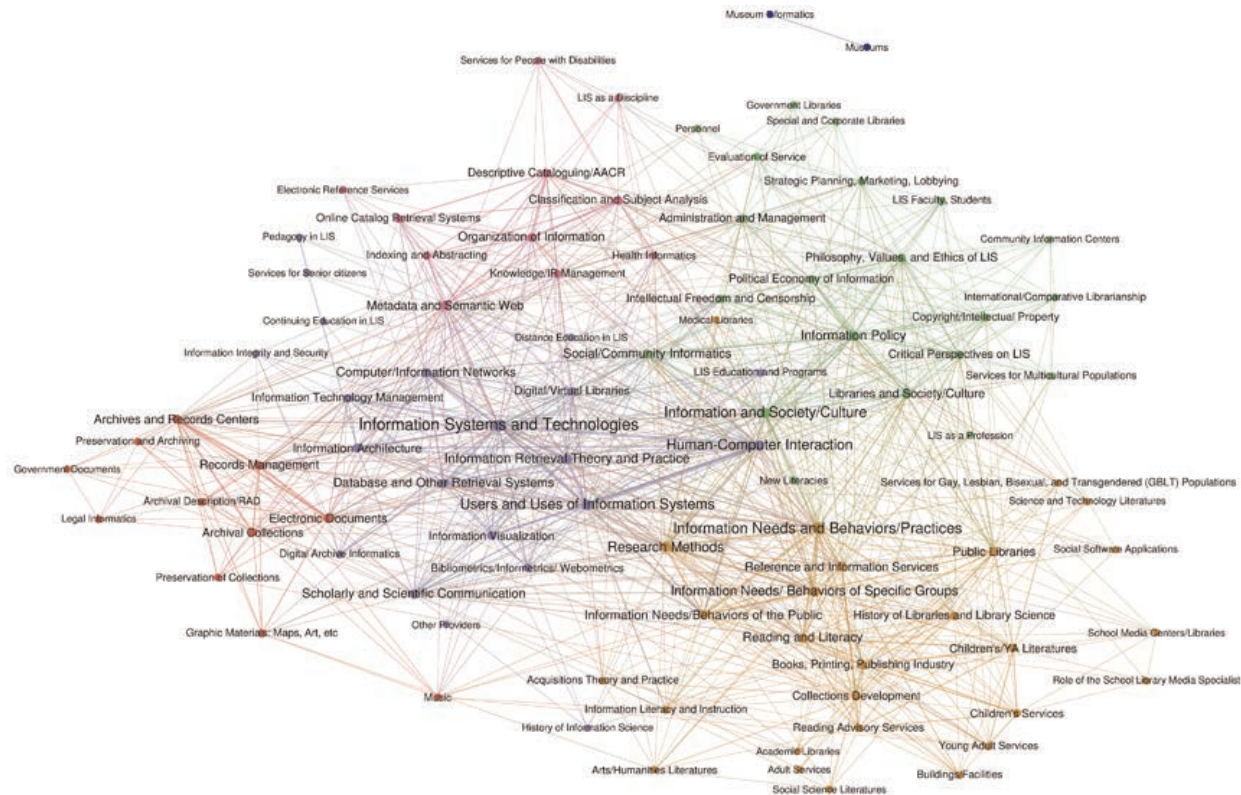 Museum Informatics
Museums
Services for People with Disabilities
LIS as a Discipline
Government Libraries
Special and Corporate Libraries
Personnel
Evaluation of Service
Descriptive Cataloguing/AACR
Strategic Planning, Marketing, Lobbying
Electronic Reference Services
Classification and Subject Analysis
LIS Faculty, Students
Online Catalog Retrieval Systems
Administration and Management
Pedagogy in LIS
Organization of Information
Community Information Centers
Indexing and Abstracting
Health Informatics
Philosophy, Values, and Ethics of LIS
Services for Senior citizens
Knowledge/IR Management
Political Economy of Information
Intellectual Freedom and Censorship
International/Comparative Librarianship
Metadata and Semantic Web
Continuing Education in LIS
Medical Libraries
Copyright/Intellectual Property
Distance Education in LIS
Information Policy
Information Integrity and Security
Social/Community Informatics
Critical Perspectives on LIS
Computer/Information Networks
LIS Education and Programs
Services for Multicultural Populations
Information Technology Management
Digital/Virtual Libraries
Libraries and Society/Culture
Archives and Records Centers
Information Systems and Technologies
Information and Society/Culture
Preservation and Archiving
Information Architecture
Human-Computer Interaction
LIS as a Profession
Government Documents
Records Management
Information Retrieval Theory and Practice
Database and Other Retrieval Systems
New Literacies
Services for Gay, Lesbian, Bisexual, and Transgendered (GBLT) Populations
Archival Description/RAD
Users and Uses of Information Systems
Science and Technology Literatures
Legal Informatics
Electronic Documents
Archival Collections
Information Visualization
Information Needs and Behaviors/Practices
Research Methods
Public Libraries
Social Software Applications
Digital Archive Informatics
Bibliometrics/Informetrics/ Webometrics
Reference and Information Services
Preservation of Collections
Scholarly and Scientific Communication
Information Needs/ Behaviors of Specific Groups
Other Providers
Information Needs/Behaviors of the Public
History of Libraries and Library Science
Graphic Materials: Maps, Art, etc
Reading and Literacy
School Media Centers/Libraries
Children's/YA Literatures
Books, Printing, Publishing Industry
Acquisitions Theory and Practice
Role of the School Library Media Specialist
Music
Collections Development
Information Literacy and Instruction
Children's Services
History of Information Science
Reading Advisory Services
Academic Libraries
Young Adult Services
Arts/Humanities Literatures
Adult Services
Buildings/Facilities
Social Science Literatures